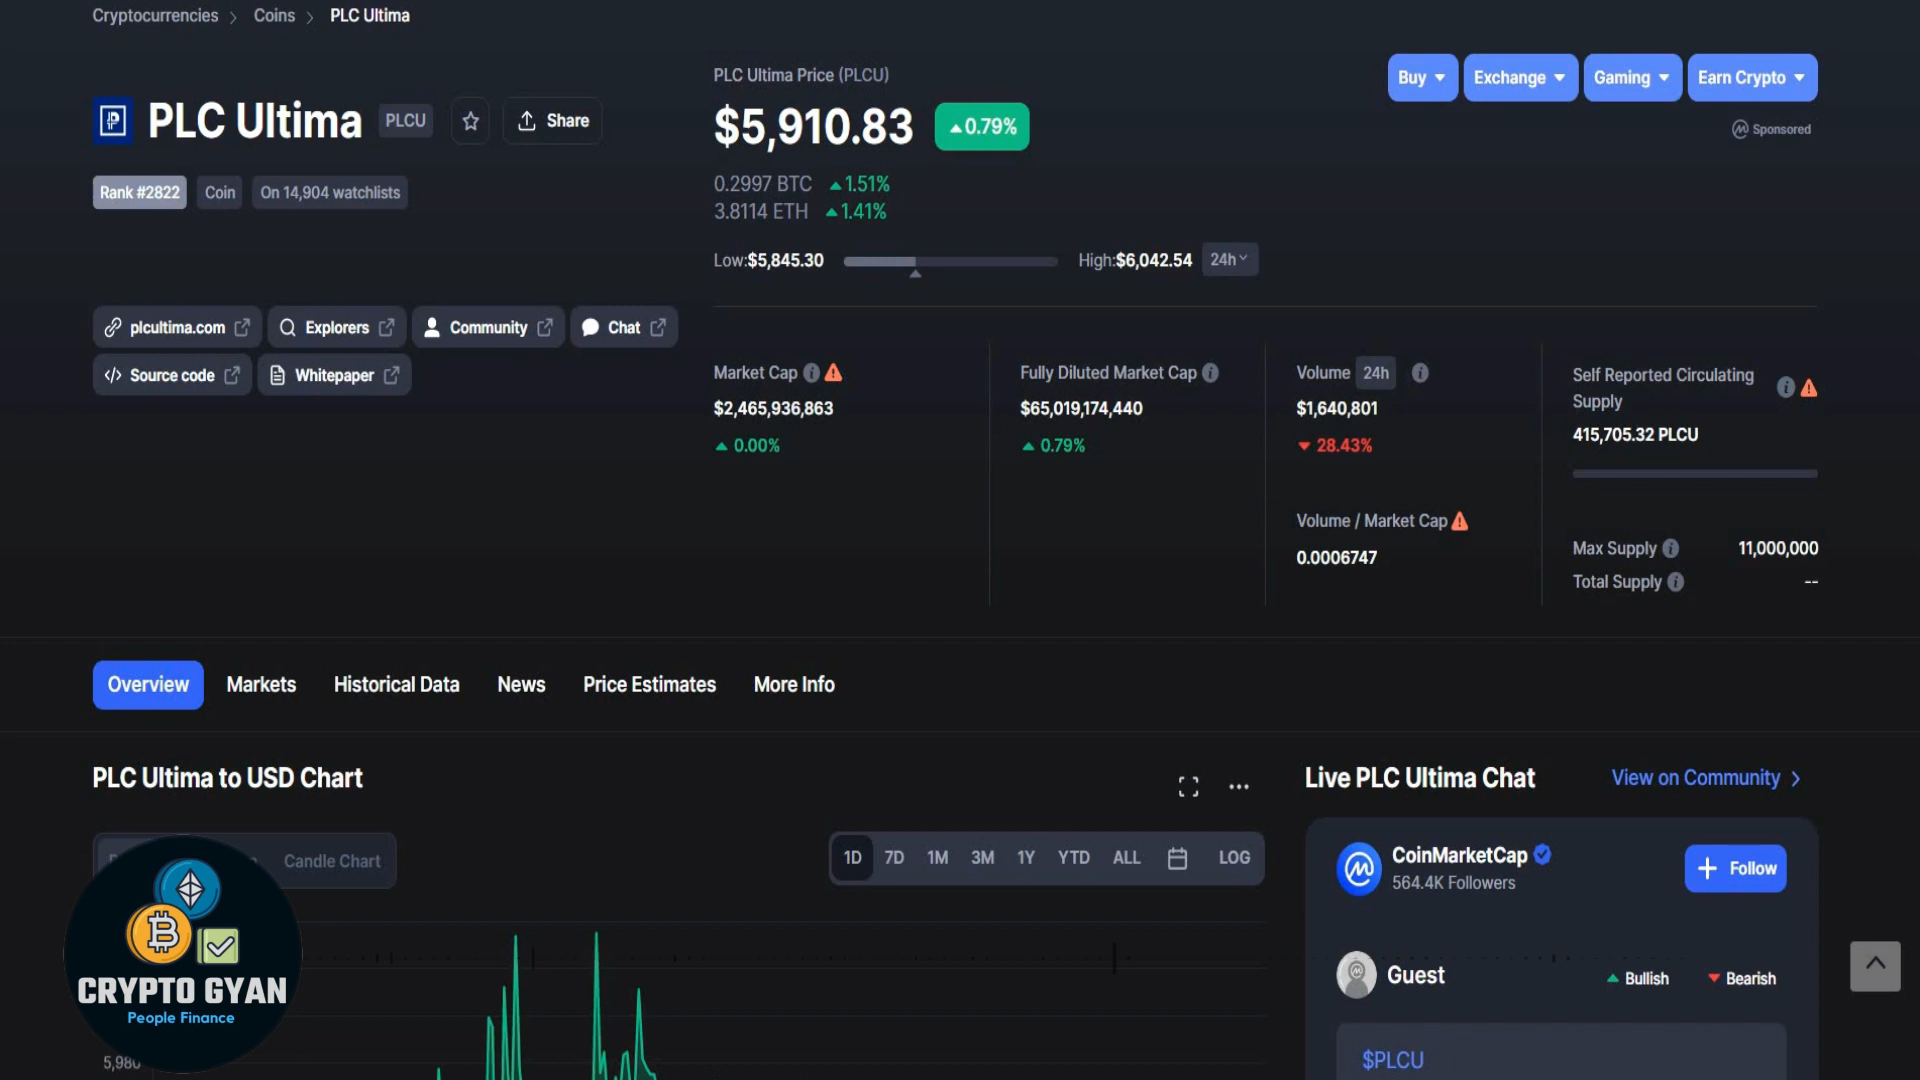 Cryptocurrencies
Coins
PLC Ultima
PLC Ultima
PLCU
Share
Rank #2822
Coin
On 14,904 watchlists
plcultima.com
Explorers
Community
Chat
Source code
Whitepaper
PLC Ultima Price (PLCU)
$5,910.83
0.79%
0.2997 BTC
1.51%
3.8114 ETH
1.41%
Low:$5,845.30
High:$6,042.54
24h
Buy
Exchange
Gaming
Earn Crypto
Sponsored
Market Cap
$2,465,936,863
0.00%
Fully Diluted Market Cap
$65,019,174,440
0.79%
Volume 24h
$1,640,801
28.43%
Volume / Market Cap
0.0006747
Self Reported Circulating
Supply
415,705.32 PLCU
Max Supply
11,000,000
Total Supply
--
Overview
Markets
Historical Data
News
Price Estimates
More Info
PLC Ultima to USD Chart
Candle Chart
1D
7D
1M
3M
1Y
YTD
ALL
LOG
5,980
CRYPTO GYAN
People Finance
Live PLC Ultima Chat
View on Community
CoinMarketCap
564.4K Followers
Follow
Guest
Bullish
Bearish
$PLCU